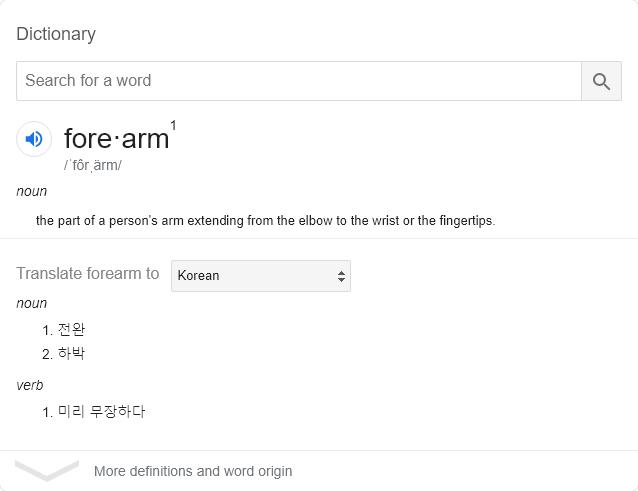 Dictionary
Search for a word
fore·arm1
/ˈfôrˌärm/
noun
the part of a person's arm extending from the elbow to the wrist or the fingertips.
Translate forearm to Korean
noun
1. 전완
2. 하박
verb
1. 미리 무장하다
More definitions and word origin